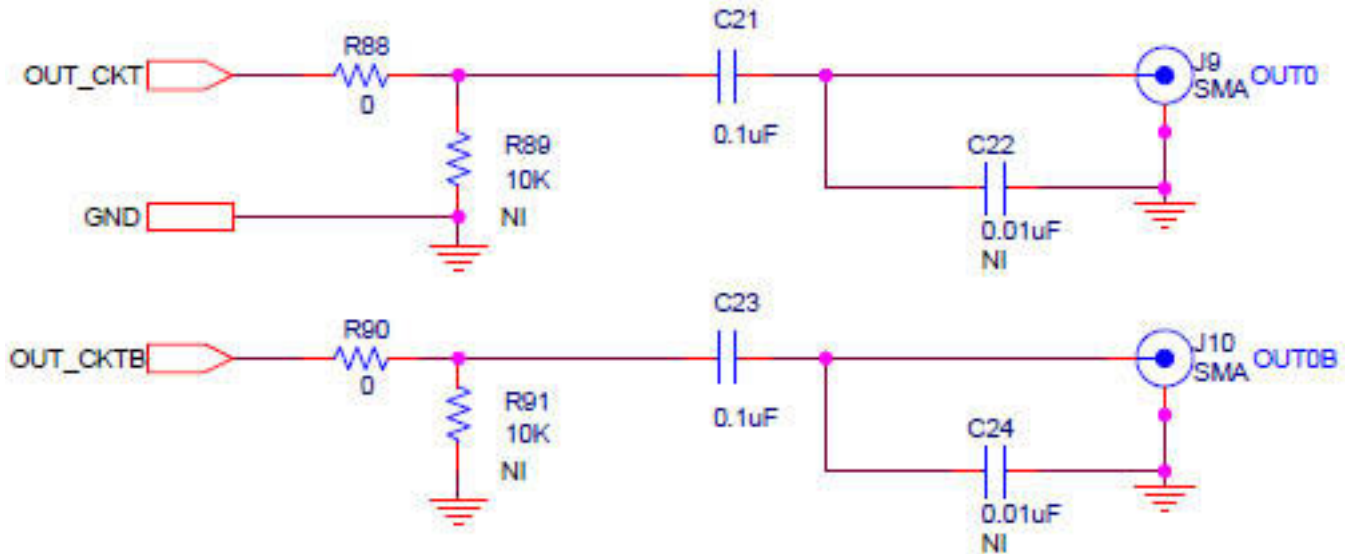 C21
R88
OUT_CKT
0
0.1uF
J9
SMA
OUT0
R89
10K
NI
C22
0.01uF
NI
GND
C23
R90
OUT_CKTB
0
0.1uF
J10
SMA
OUT0B
R91
10K
NI
C24
0.01uF
NI